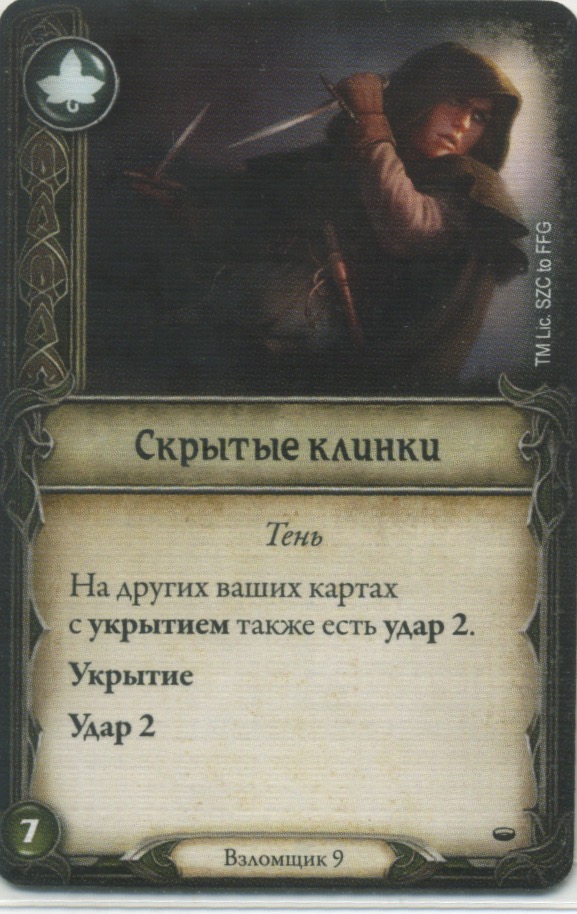 TM Lic. SZC to FFG
Скрытые клинки
Тень
На других ваших картах
с укрытием также есть удар 2.
Укрытие
Удар 2
7
Взломщик 9